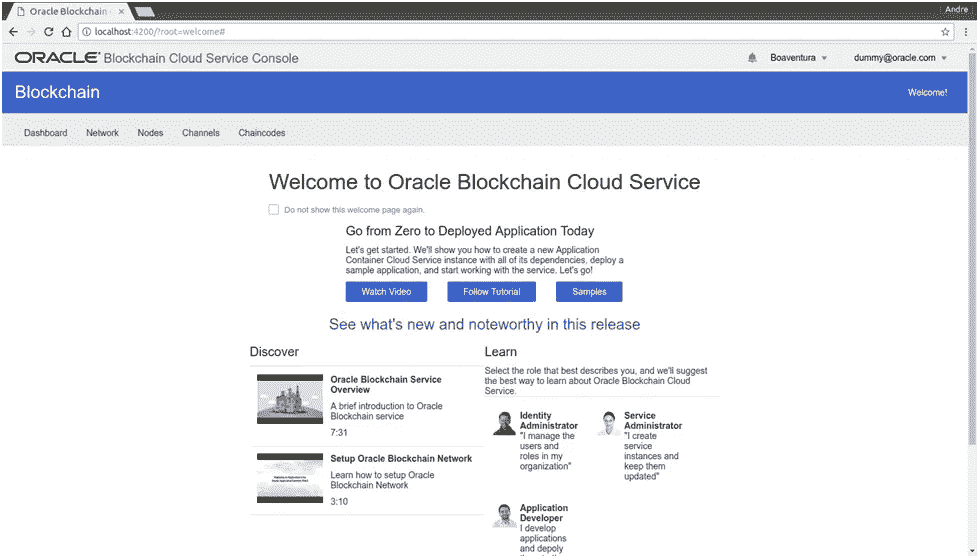 Oracle Blockchain
Andre
localhost:4200/?root=welcome#
ORACLE Blockchain Cloud Service Console
Boaventura
dummy@oracle.com
Blockchain
Welcome!
Dashboard Network Nodes Channels Chaincodes
Welcome to Oracle Blockchain Cloud Service
Do not show this welcome page again.
Go from Zero to Deployed Application Today
Let's get started. We'll show you how to create a new Application
Container Cloud Service instance with all of its dependencies, deploy a
sample application, and start working with the service. Let's go!
Watch Video Follow Tutorial Samples
See what's new and noteworthy in this release
Discover
Oracle Blockchain Service
Overview
A brief introduction to Oracle
Blockchain service
7:31
Setup Oracle Blockchain Network
Learn how to setup Oracle
Blockchain Network
3:10
Learn
Select the role that best describes you, and we'll suggest
the best way to learn about Oracle Blockchain Cloud
Service.
Identity
Administrator
"I manage the
users and
roles in my
organization"
Service
Administrator
"I create
service
instances and
keep them
updated"
Application
Developer
I develop
applications
and depoly